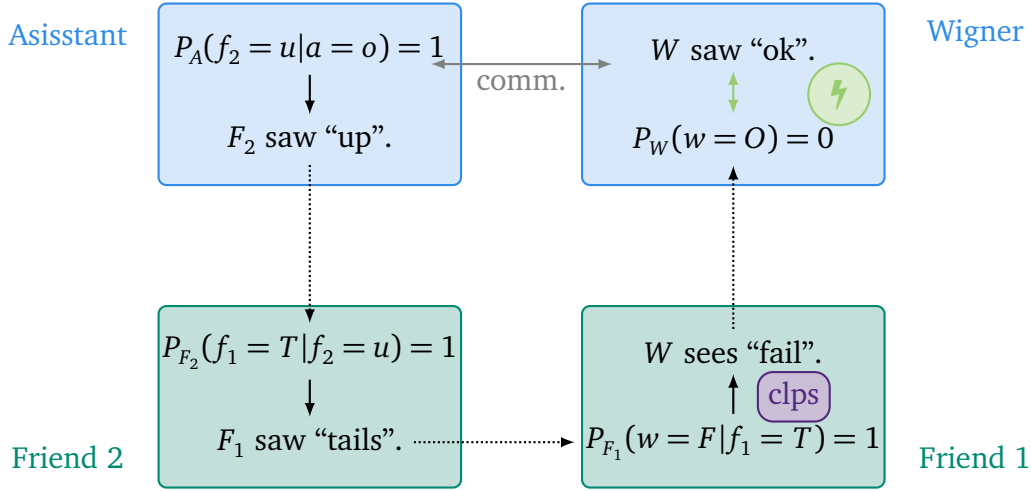 Asisstant
P_A(f_2 = u|a = o) = 1
F_2 saw “up”.
comm.
W saw “ok”.
P_W(w = O) = 0
Wigner
P_{F_2}(f_1 = T|f_2 = u) = 1
F_1 saw “tails”.
Friend 2
W sees “fail”.
clps
P_{F_1}(w = F|f_1 = T) = 1
Friend 1